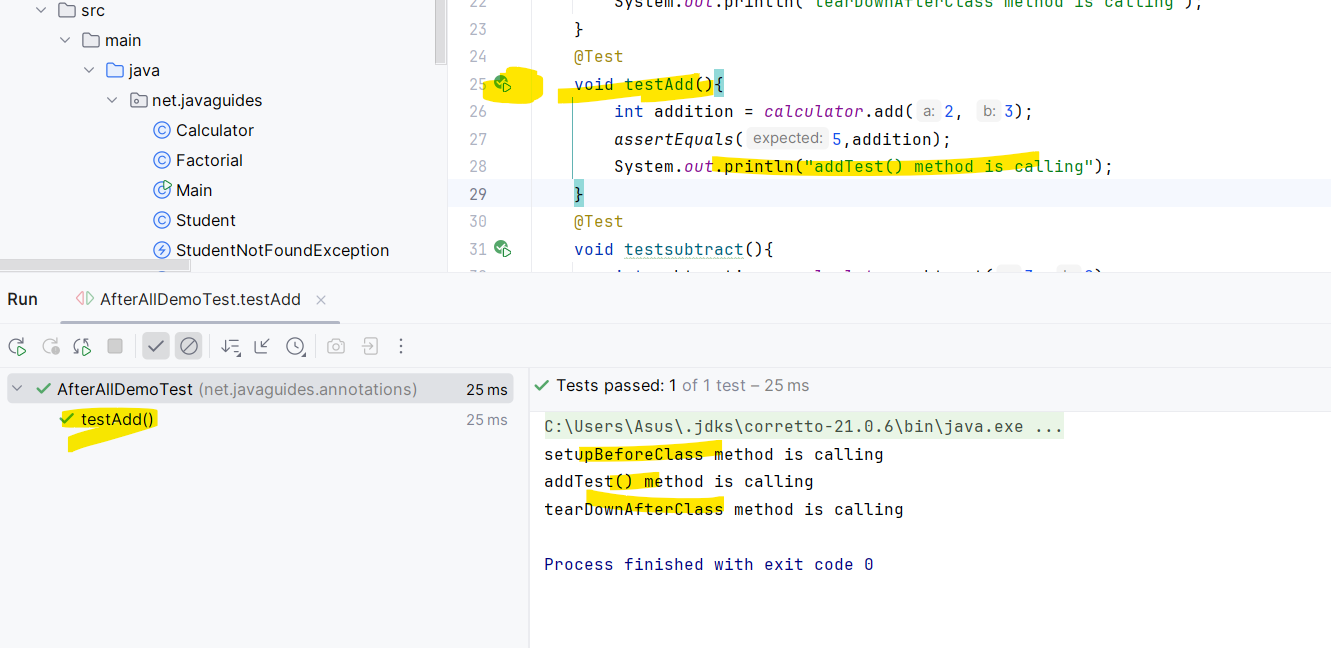 src
main
java
net.javaguides
Calculator
Factorial
Main
Student
StudentNotFoundException
22 System.out.println("tearDownAfterClass method is calling");
23 }
24 @Test
25 void testAdd(){
26 int addition = calculator.add( a: 2, b: 3);
27 assertEquals( expected: 5,addition);
28 System.out.println("addTest() method is calling");
29 }
30 @Test
31 void testsubtract(){
Run AfterAllDemoTest.testAdd ×
AfterAllDemoTest (net.javaguides.annotations) 25 ms
testAdd() 25 ms
Tests passed: 1 of 1 test – 25 ms
C:\Users\Asus\.jdks\corretto-21.0.6\bin\java.exe ...
setupBeforeClass method is calling
addTest() method is calling
tearDownAfterClass method is calling
Process finished with exit code 0